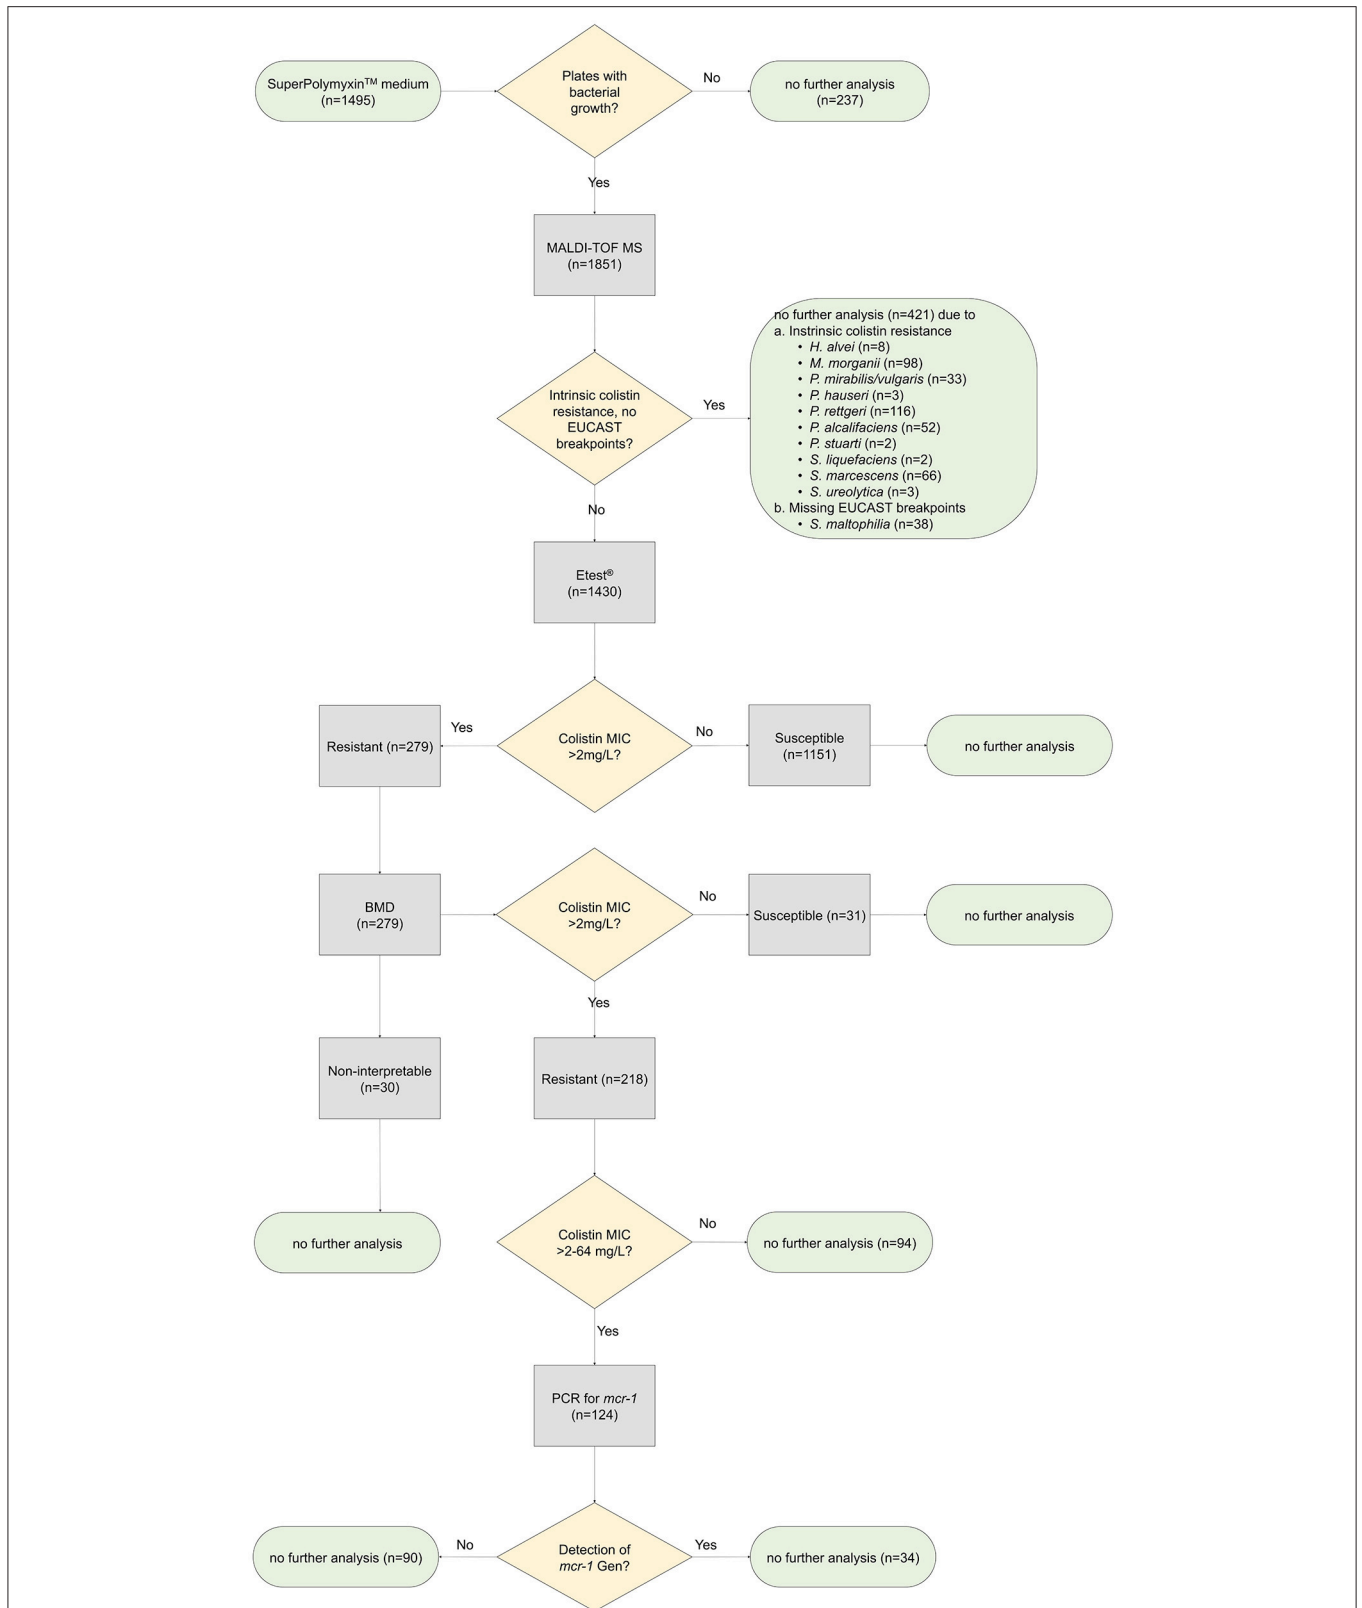 SuperPolymyxin™ medium
(n=1495)
Plates with
bacterial
growth?
No
no further analysis
(n=237)
Yes
MALDI-TOF MS
(n=1851)
Intrinsic colistin
resistance, no
EUCAST
breakpoints?
Yes
no further analysis (n=421) due to
a. Instrinsic colistin resistance
• H. alvei (n=8)
• M. morganii (n=98)
• P. mirabilis/vulgaris (n=33)
• P. hauseri (n=3)
• P. rettgeri (n=116)
• P. alcalifaciens (n=52)
• P. stuarti (n=2)
• S. liquefaciens (n=2)
• S. marcescens (n=66)
• S. ureolytica (n=3)
b. Missing EUCAST breakpoints
• S. maltophilia (n=38)
No
Etest®
(n=1430)
Resistant (n=279)
Yes
Colistin MIC
>2mg/L?
No
Susceptible
(n=1151)
no further analysis
BMD
(n=279)
Colistin MIC
>2mg/L?
No
Susceptible (n=31)
no further analysis
Yes
Non-interpretable
(n=30)
Resistant (n=218)
no further analysis
Colistin MIC
>2-64 mg/L?
No
no further analysis (n=94)
Yes
PCR for mcr-1
(n=124)
no further analysis (n=90)
No
Detection of
mcr-1 Gen?
Yes
no further analysis (n=34)